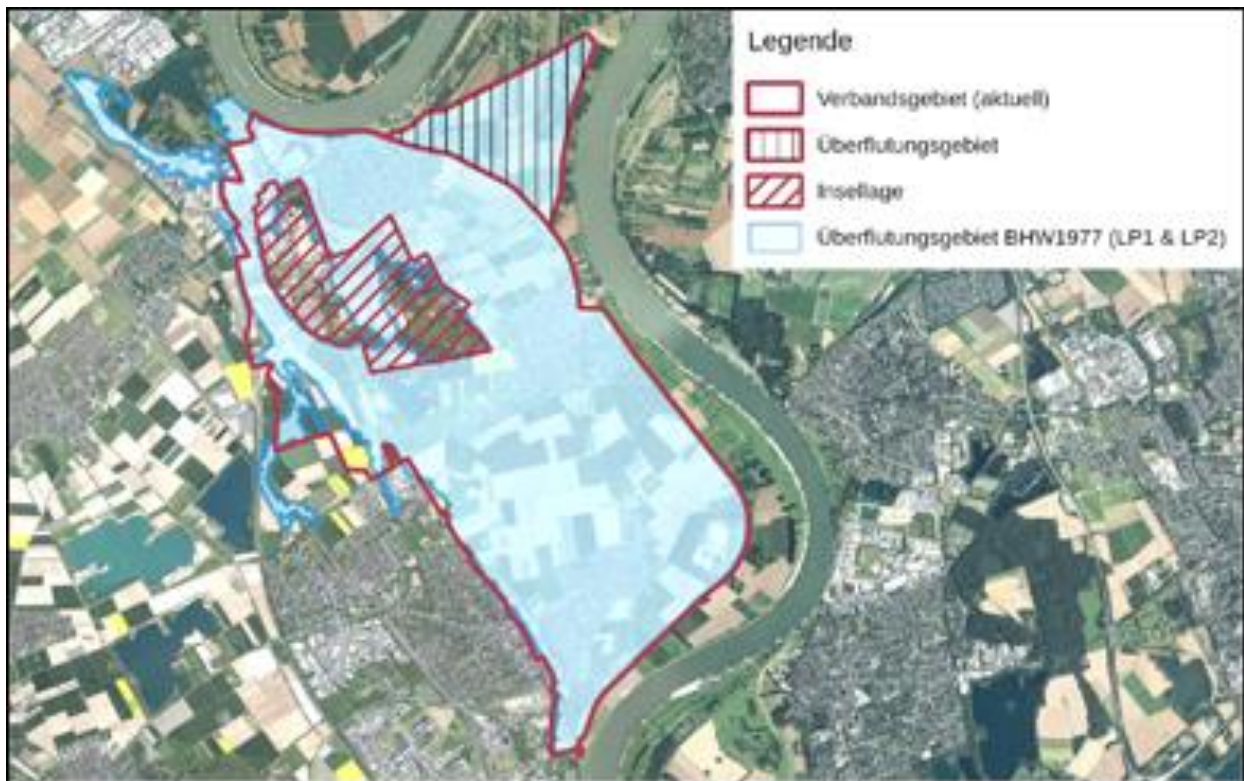 Legende
Verbandsgebiet (aktuell)
Überflutungsgebiet
Insellage
Überflutungsgebiet BHW1977 (LP1 & LP2)